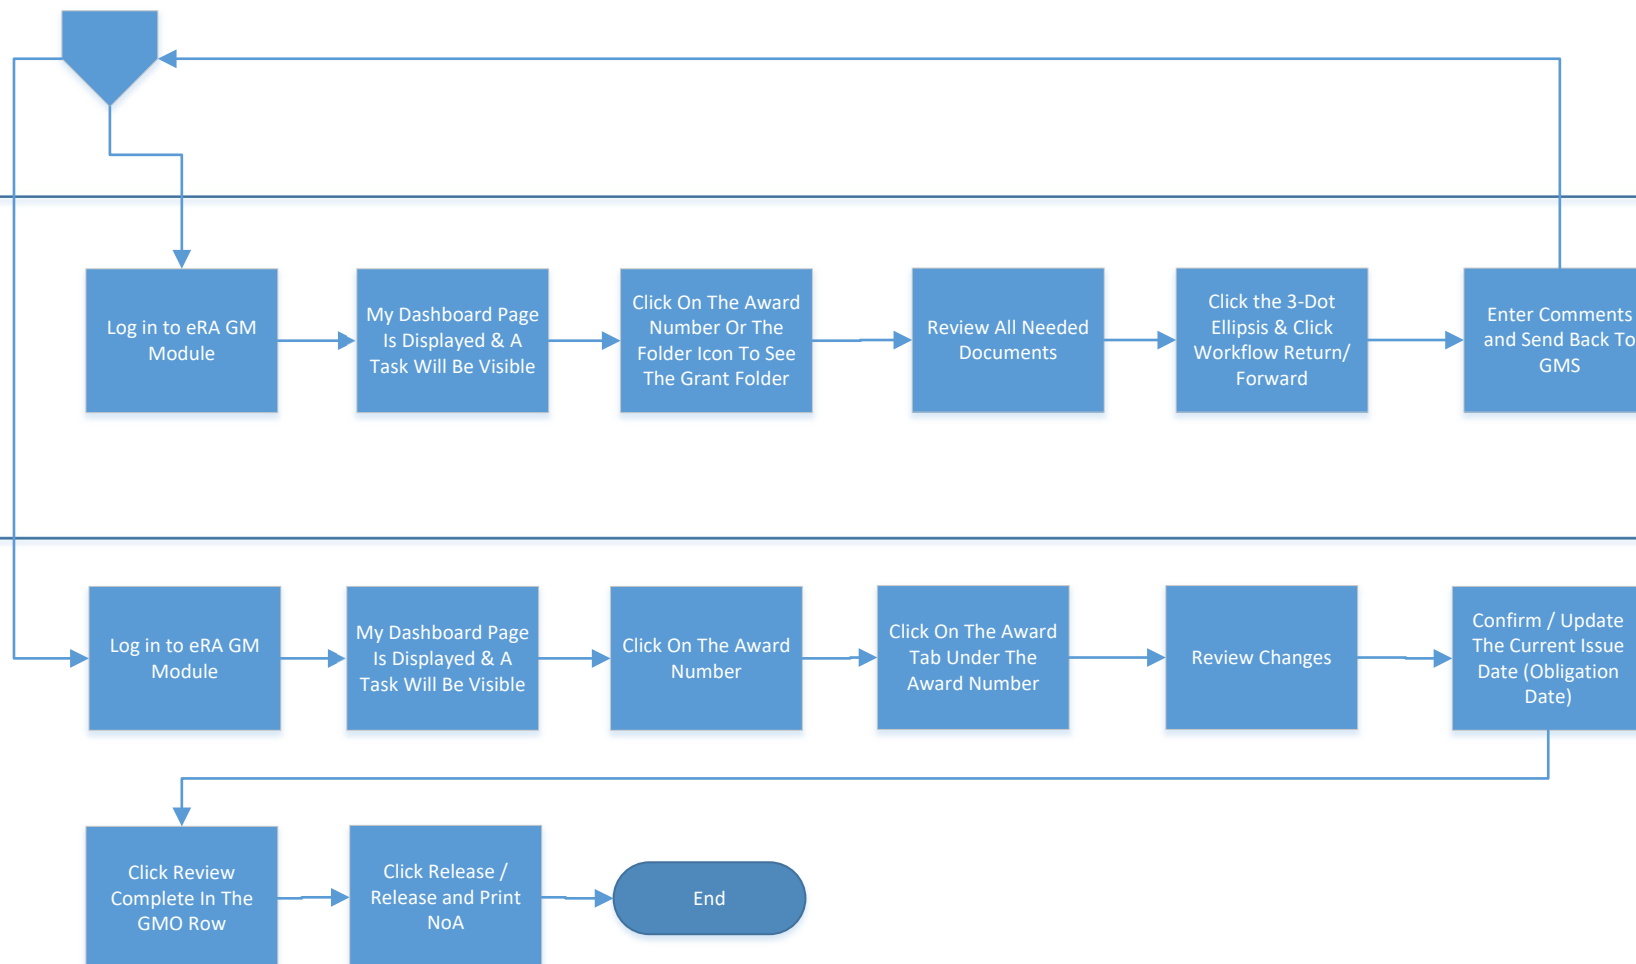 Log in to eRA GM
Module
My Dashboard Page
Is Displayed & A
Task Will Be Visible
Click On The Award
Number Or The
Folder Icon To See
The Grant Folder
Review All Needed
Documents
Click the 3-Dot
Ellipsis & Click
Workflow Return/
Forward
Enter Comments
and Send Back To
GMS
Log in to eRA GM
Module
My Dashboard Page
Is Displayed & A
Task Will Be Visible
Click On The Award
Number
Click On The Award
Tab Under The
Award Number
Review Changes
Confirm / Update
The Current Issue
Date (Obligation
Date)
Click Review
Complete In The
GMO Row
Click Release /
Release and Print
NoA
End